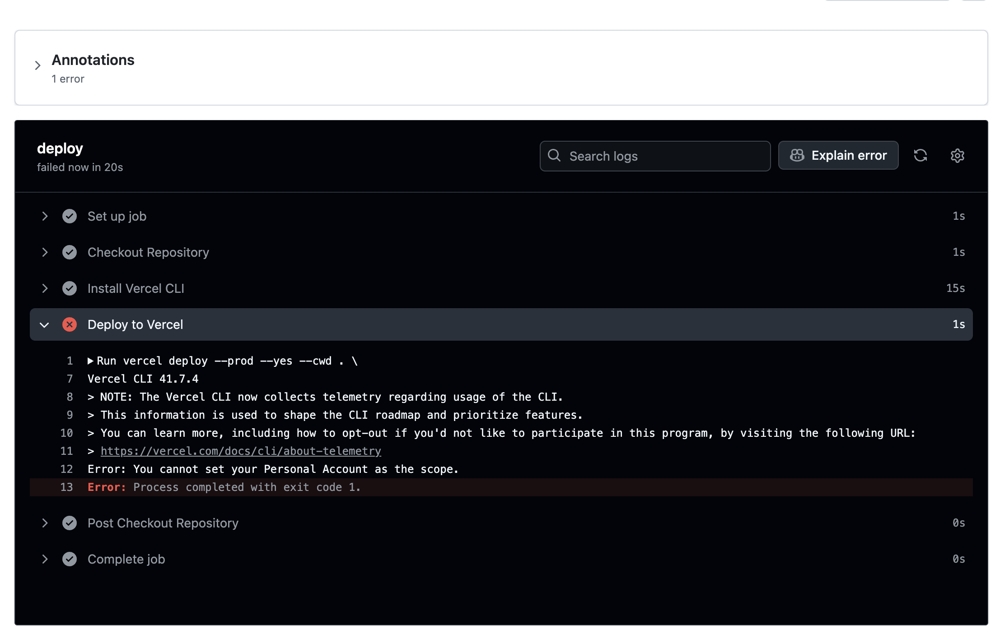 Annotations
1 error
deploy
failed now in 20s
Search logs
Explain error
Set up job 1s
Checkout Repository 1s
Install Vercel CLI 15s
Deploy to Vercel 1s
1 Run vercel deploy --prod --yes --cwd . \
7 Vercel CLI 41.7.4
8 > NOTE: The Vercel CLI now collects telemetry regarding usage of the CLI.
9 > This information is used to shape the CLI roadmap and prioritize features.
10 > You can learn more, including how to opt-out if you'd not like to participate in this program, by visiting the following URL:
11 > https://vercel.com/docs/cli/about-telemetry
12 Error: You cannot set your Personal Account as the scope.
13 Error: Process completed with exit code 1.
Post Checkout Repository 0s
Complete job 0s